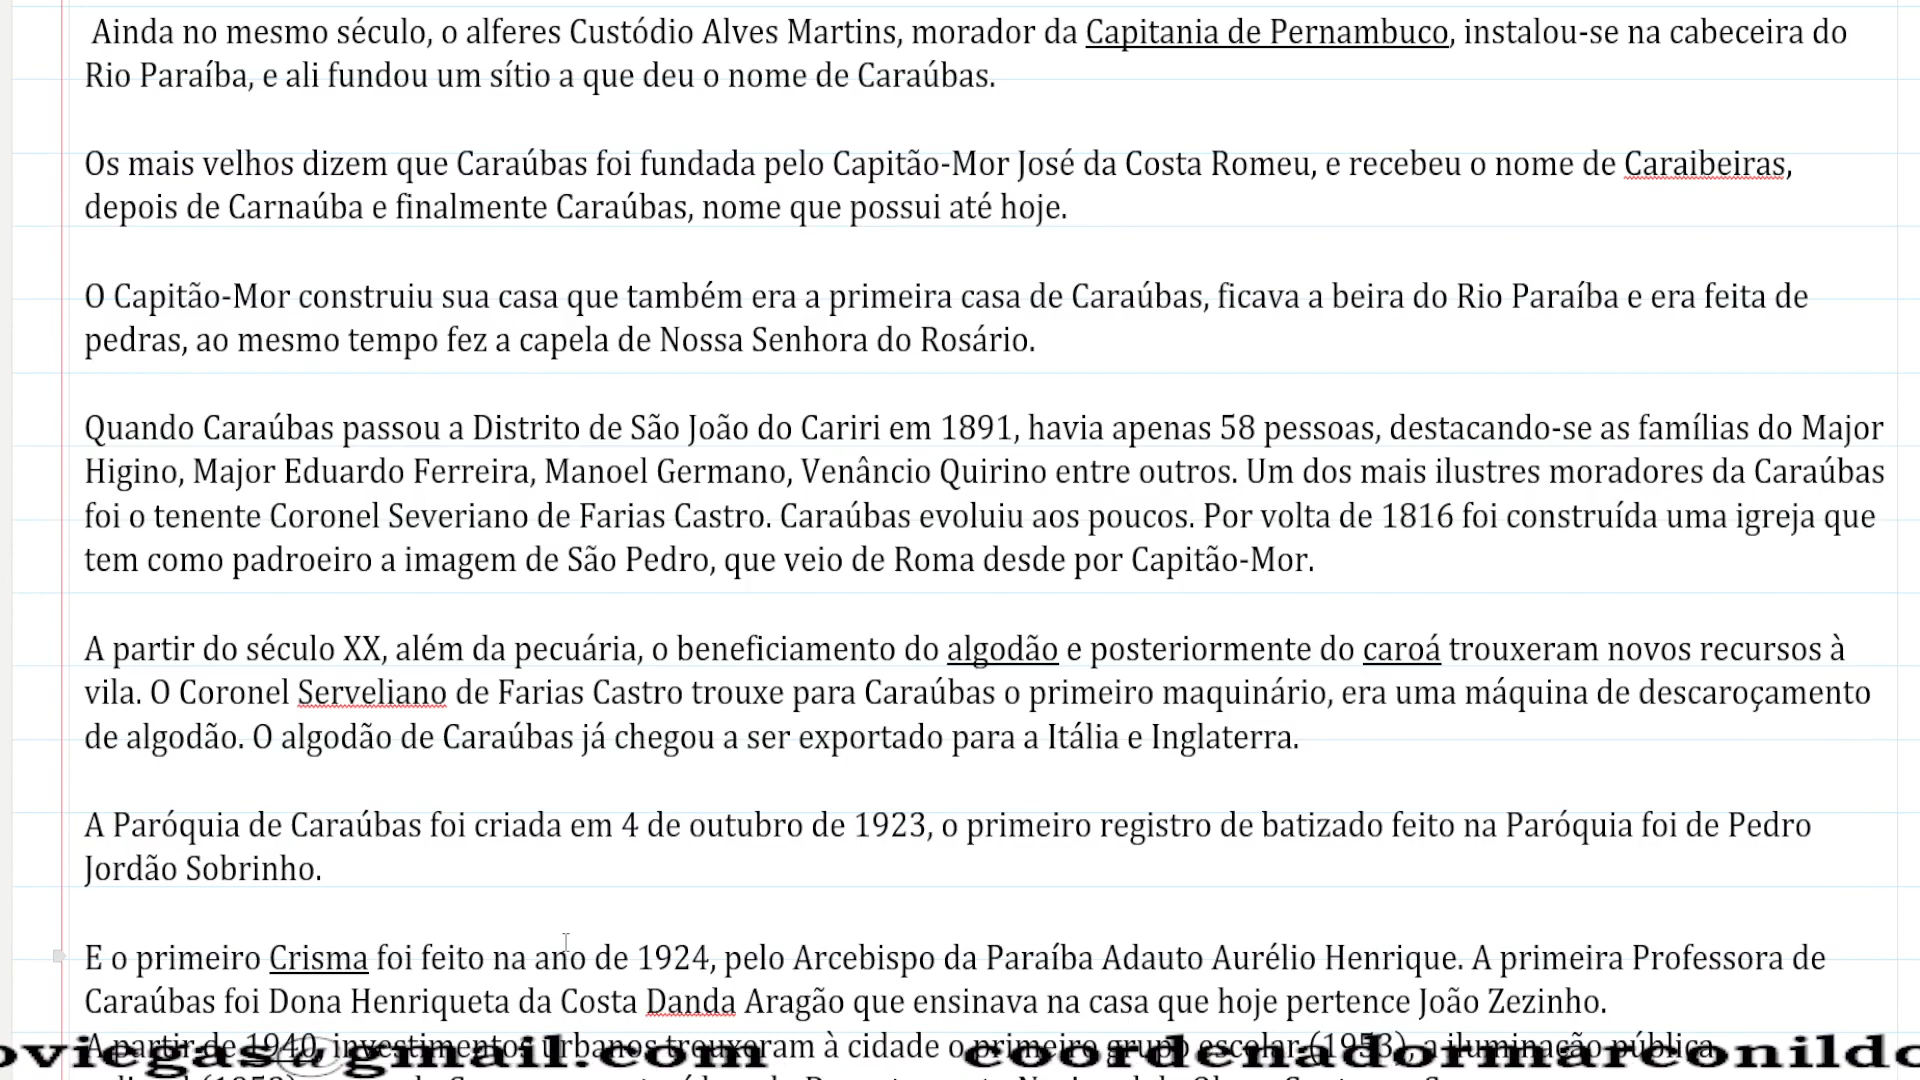 Ainda no mesmo século, o alferes Custódio Alves Martins, morador da Capitania de Pernambuco, instalou-se na cabeceira do
Rio Paraíba, e ali fundou um sítio a que deu o nome de Caraúbas.
Os mais velhos dizem que Caraúbas foi fundada pelo Capitão-Mor José da Costa Romeu, e recebeu o nome de Caraibeiras,
depois de Carnaúba e finalmente Caraúbas, nome que possui até hoje.
O Capitão-Mor construiu sua casa que também era a primeira casa de Caraúbas, ficava a beira do Rio Paraíba e era feita de
pedras, ao mesmo tempo fez a capela de Nossa Senhora do Rosário.
Quando Caraúbas passou a Distrito de São João do Cariri em 1891, havia apenas 58 pessoas, destacando-se as famílias do Major
Higino, Major Eduardo Ferreira, Manoel Germano, Venâncio Quirino entre outros. Um dos mais ilustres moradores da Caraúbas
foi o tenente Coronel Severiano de Farias Castro. Caraúbas evoluiu aos poucos. Por volta de 1816 foi construída uma igreja que
tem como padroeiro a imagem de São Pedro, que veio de Roma desde por Capitão-Mor.
A partir do século XX, além da pecuária, o beneficiamento do algodão e posteriormente do caroá trouxeram novos recursos à
vila. O Coronel Serveliano de Farias Castro trouxe para Caraúbas o primeiro maquinário, era uma máquina de descaroçamento
de algodão. O algodão de Caraúbas já chegou a ser exportado para a Itália e Inglaterra.
A Paróquia de Caraúbas foi criada em 4 de outubro de 1923, o primeiro registro de batizado feito na Paróquia foi de Pedro
Jordão Sobrinho.
E o primeiro Crisma foi feito na ano de 1924, pelo Arcebispo da Paraíba Adauto Aurélio Henrique. A primeira Professora de
Caraúbas foi Dona Henriqueta da Costa Danda Aragão que ensinava na casa que hoje pertence João Zezinho.
A partir de 1940, investimentos urbanos trouxeram à cidade o primeiro grupo escolar (1953), a iluminação pública
oviegas@gmail.com coordenadormarconildo